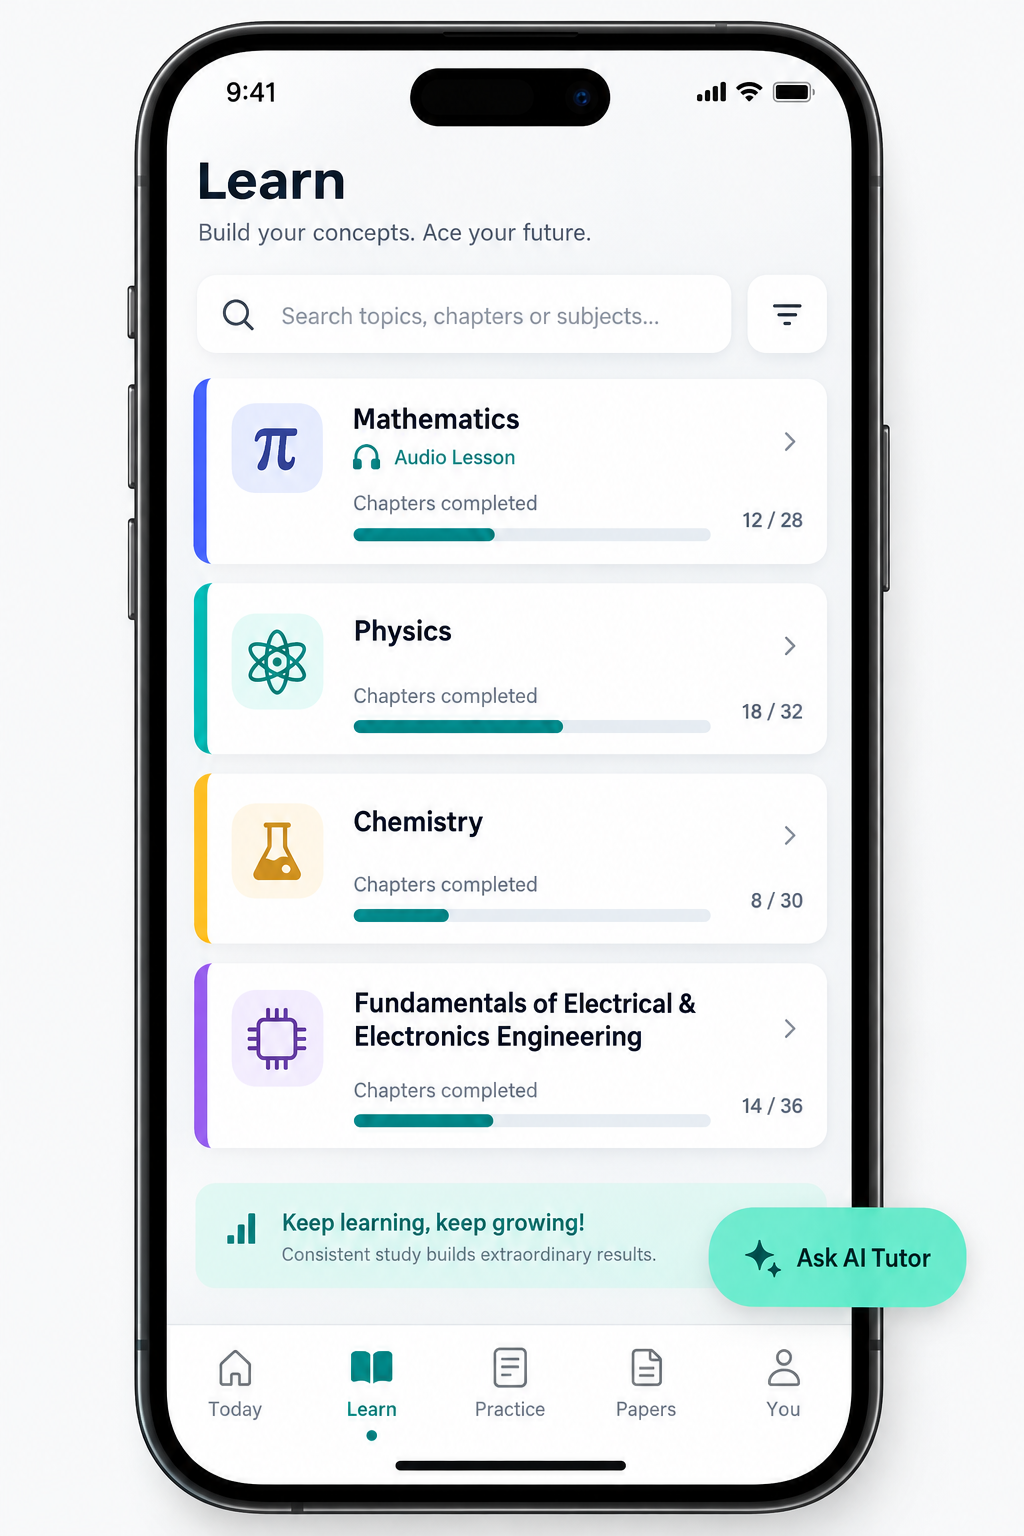 9:41
Learn
Build your concepts. Ace your future.
Search topics, chapters or subjects...
π
Mathematics
Audio Lesson
Chapters completed
12 / 28
Physics
Chapters completed
18 / 32
Chemistry
Chapters completed
8 / 30
Fundamentals of Electrical &
Electronics Engineering
Chapters completed
14 / 36
Keep learning, keep growing!
Consistent study builds extraordinary results.
Ask AI Tutor
Today
Learn
Practice
Papers
You